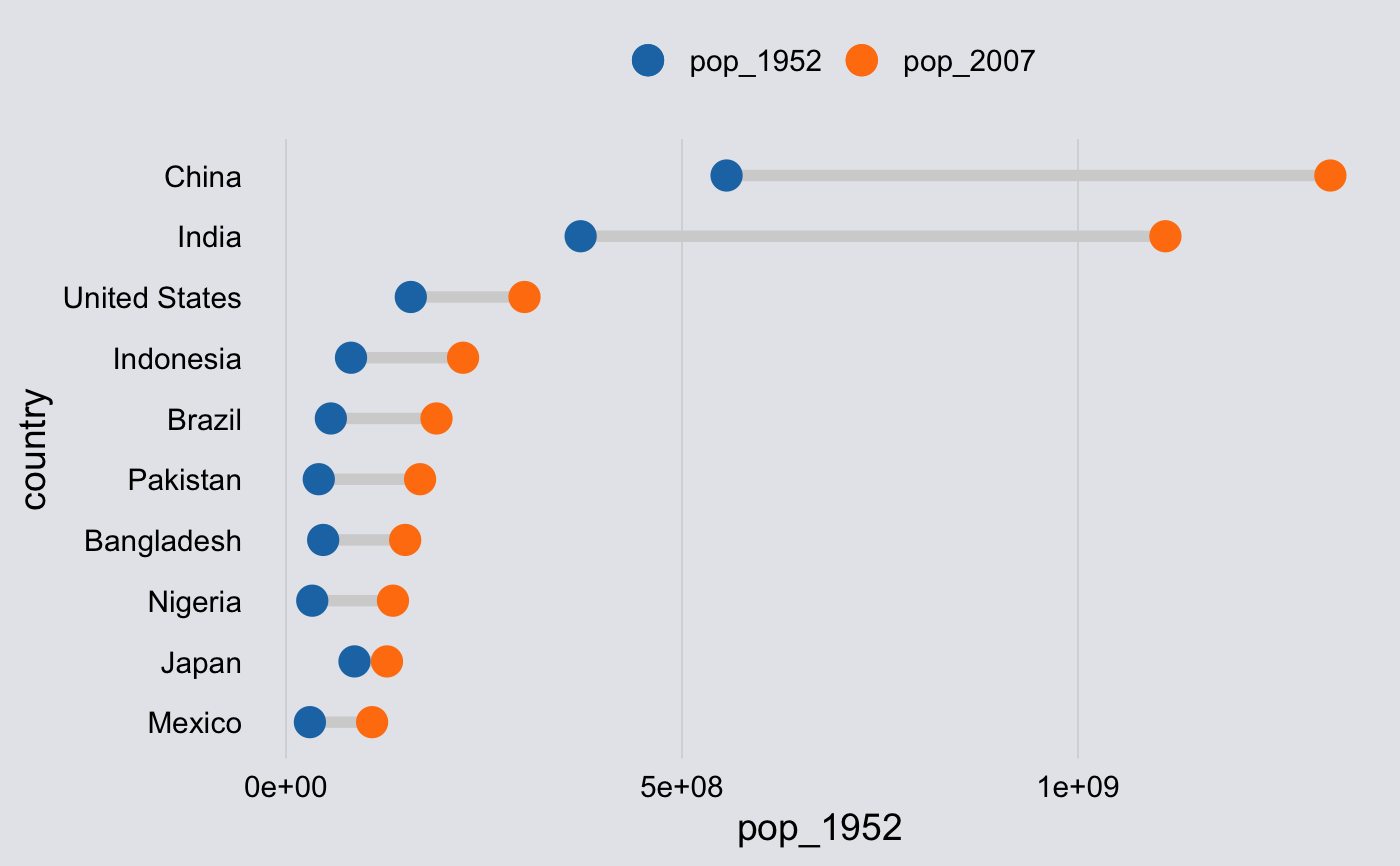 pop_1952 pop_2007
China
India
United States
Indonesia
Brazil
Pakistan
Bangladesh
Nigeria
Japan
Mexico
country
0e+00 5e+08 1e+09
pop_1952